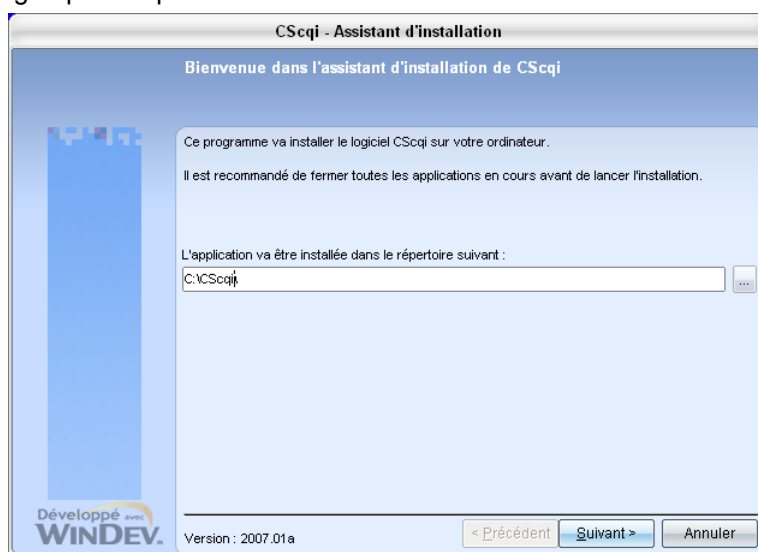 CScqi - Assistant d'installation
Bienvenue dans l'assistant d'installation de CScqi
Ce programme va installer le logiciel CScqi sur votre ordinateur.
Il est recommandé de fermer toutes les applications en cours avant de lancer l'installation.
L'application va être installée dans le répertoire suivant :
C:\CScqi\
...
Développé avec
WINDEV.
Version : 2007.01a
< Précédent
Suivant >
Annuler